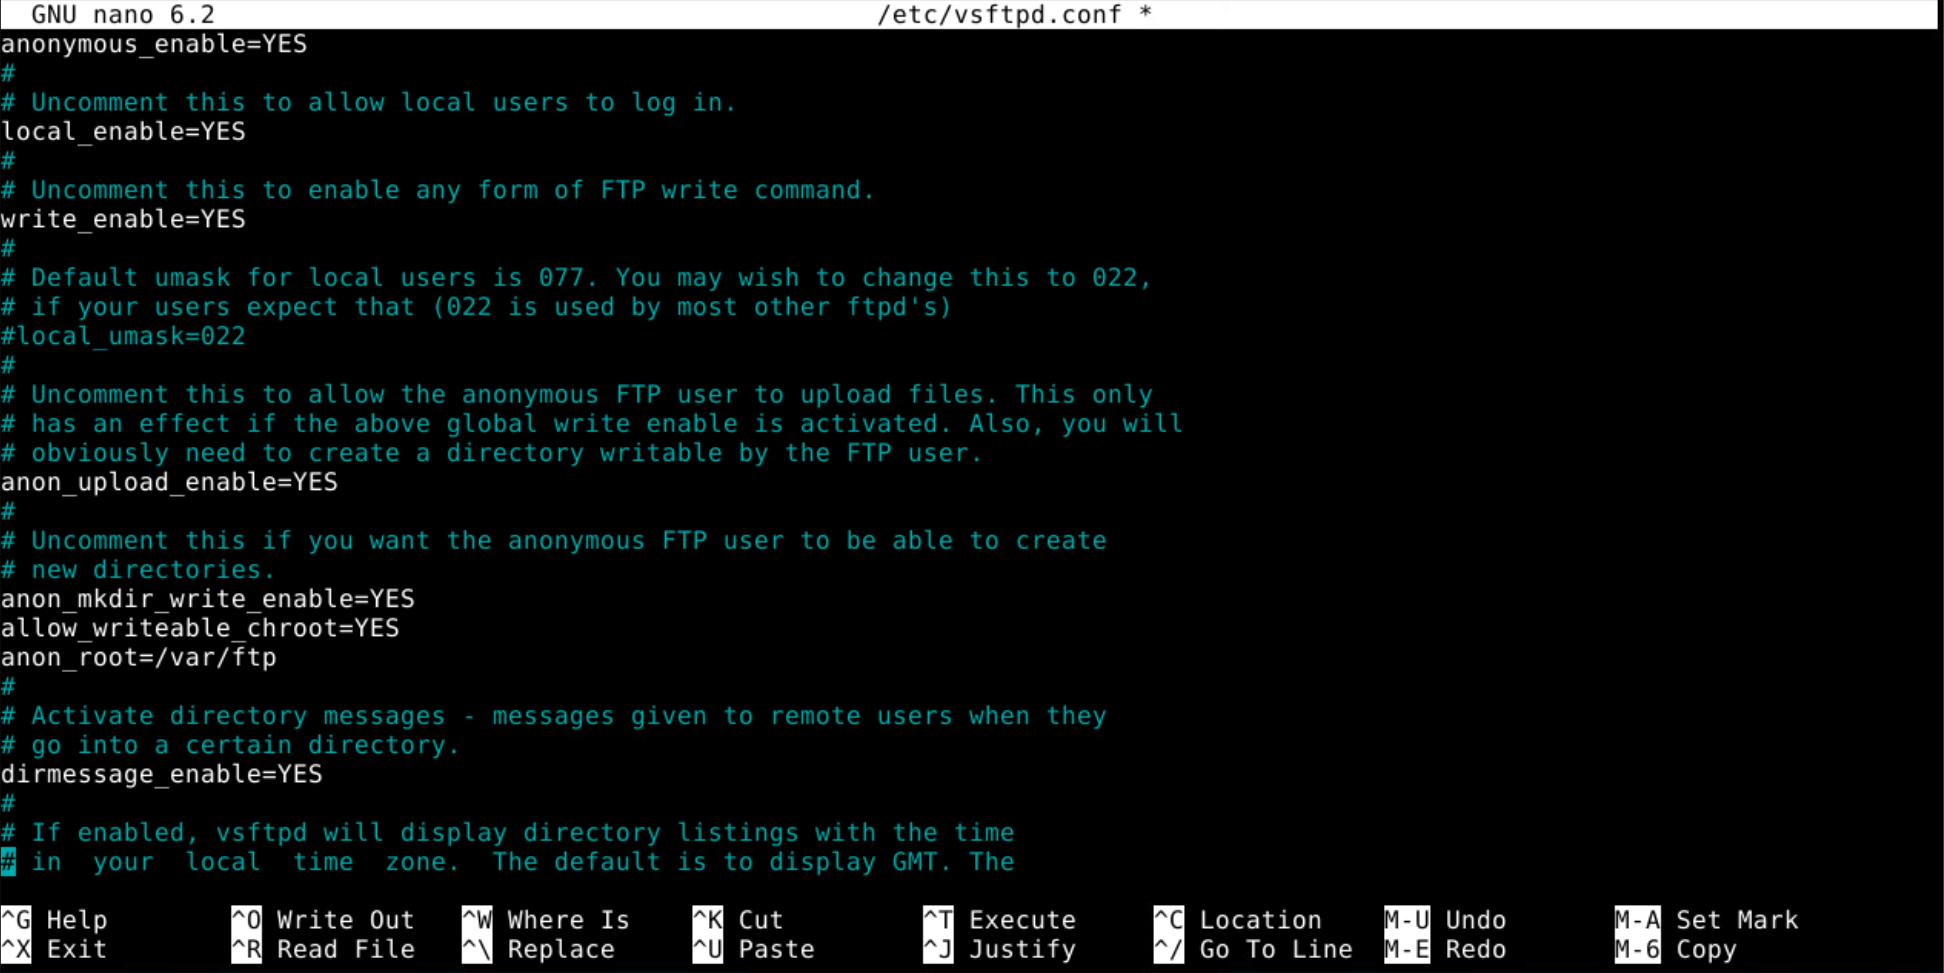 GNU nano 6.2 /etc/vsftpd.conf *
anonymous_enable=YES
#
# Uncomment this to allow local users to log in.
local_enable=YES
#
# Uncomment this to enable any form of FTP write command.
write_enable=YES
#
# Default umask for local users is 077. You may wish to change this to 022,
# if your users expect that (022 is used by most other ftpd's)
#local_umask=022
#
# Uncomment this to allow the anonymous FTP user to upload files. This only
# has an effect if the above global write enable is activated. Also, you will
# obviously need to create a directory writable by the FTP user.
anon_upload_enable=YES
#
# Uncomment this if you want the anonymous FTP user to be able to create
# new directories.
anon_mkdir_write_enable=YES
allow_writeable_chroot=YES
anon_root=/var/ftp
#
# Activate directory messages - messages given to remote users when they
# go into a certain directory.
dirmessage_enable=YES
#
# If enabled, vsftpd will display directory listings with the time
# in  your  local  time  zone.  The default is to display GMT. The
^G Help ^O Write Out ^W Where Is ^K Cut ^T Execute ^C Location M-U Undo M-A Set Mark
^X Exit ^R Read File ^\ Replace ^U Paste ^J Justify ^/ Go To Line M-E Redo M-6 Copy